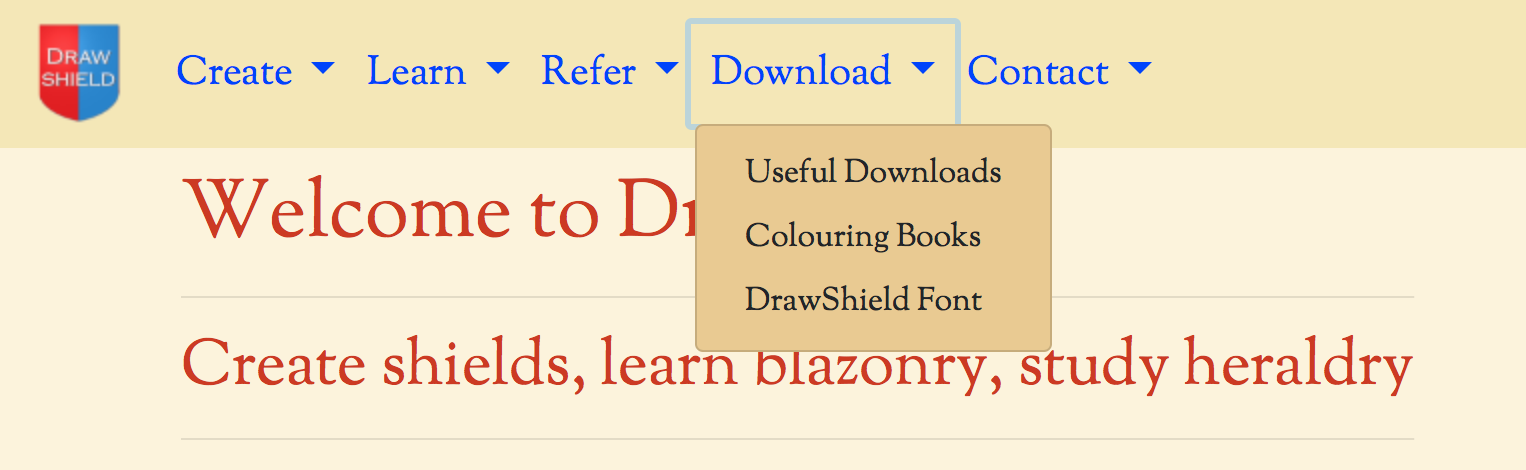 DRAW
SHIELD
Create Learn Refer Download Contact
Useful Downloads
Colouring Books
DrawShield Font
Welcome to
Create shields, learn blazonry, study heraldry